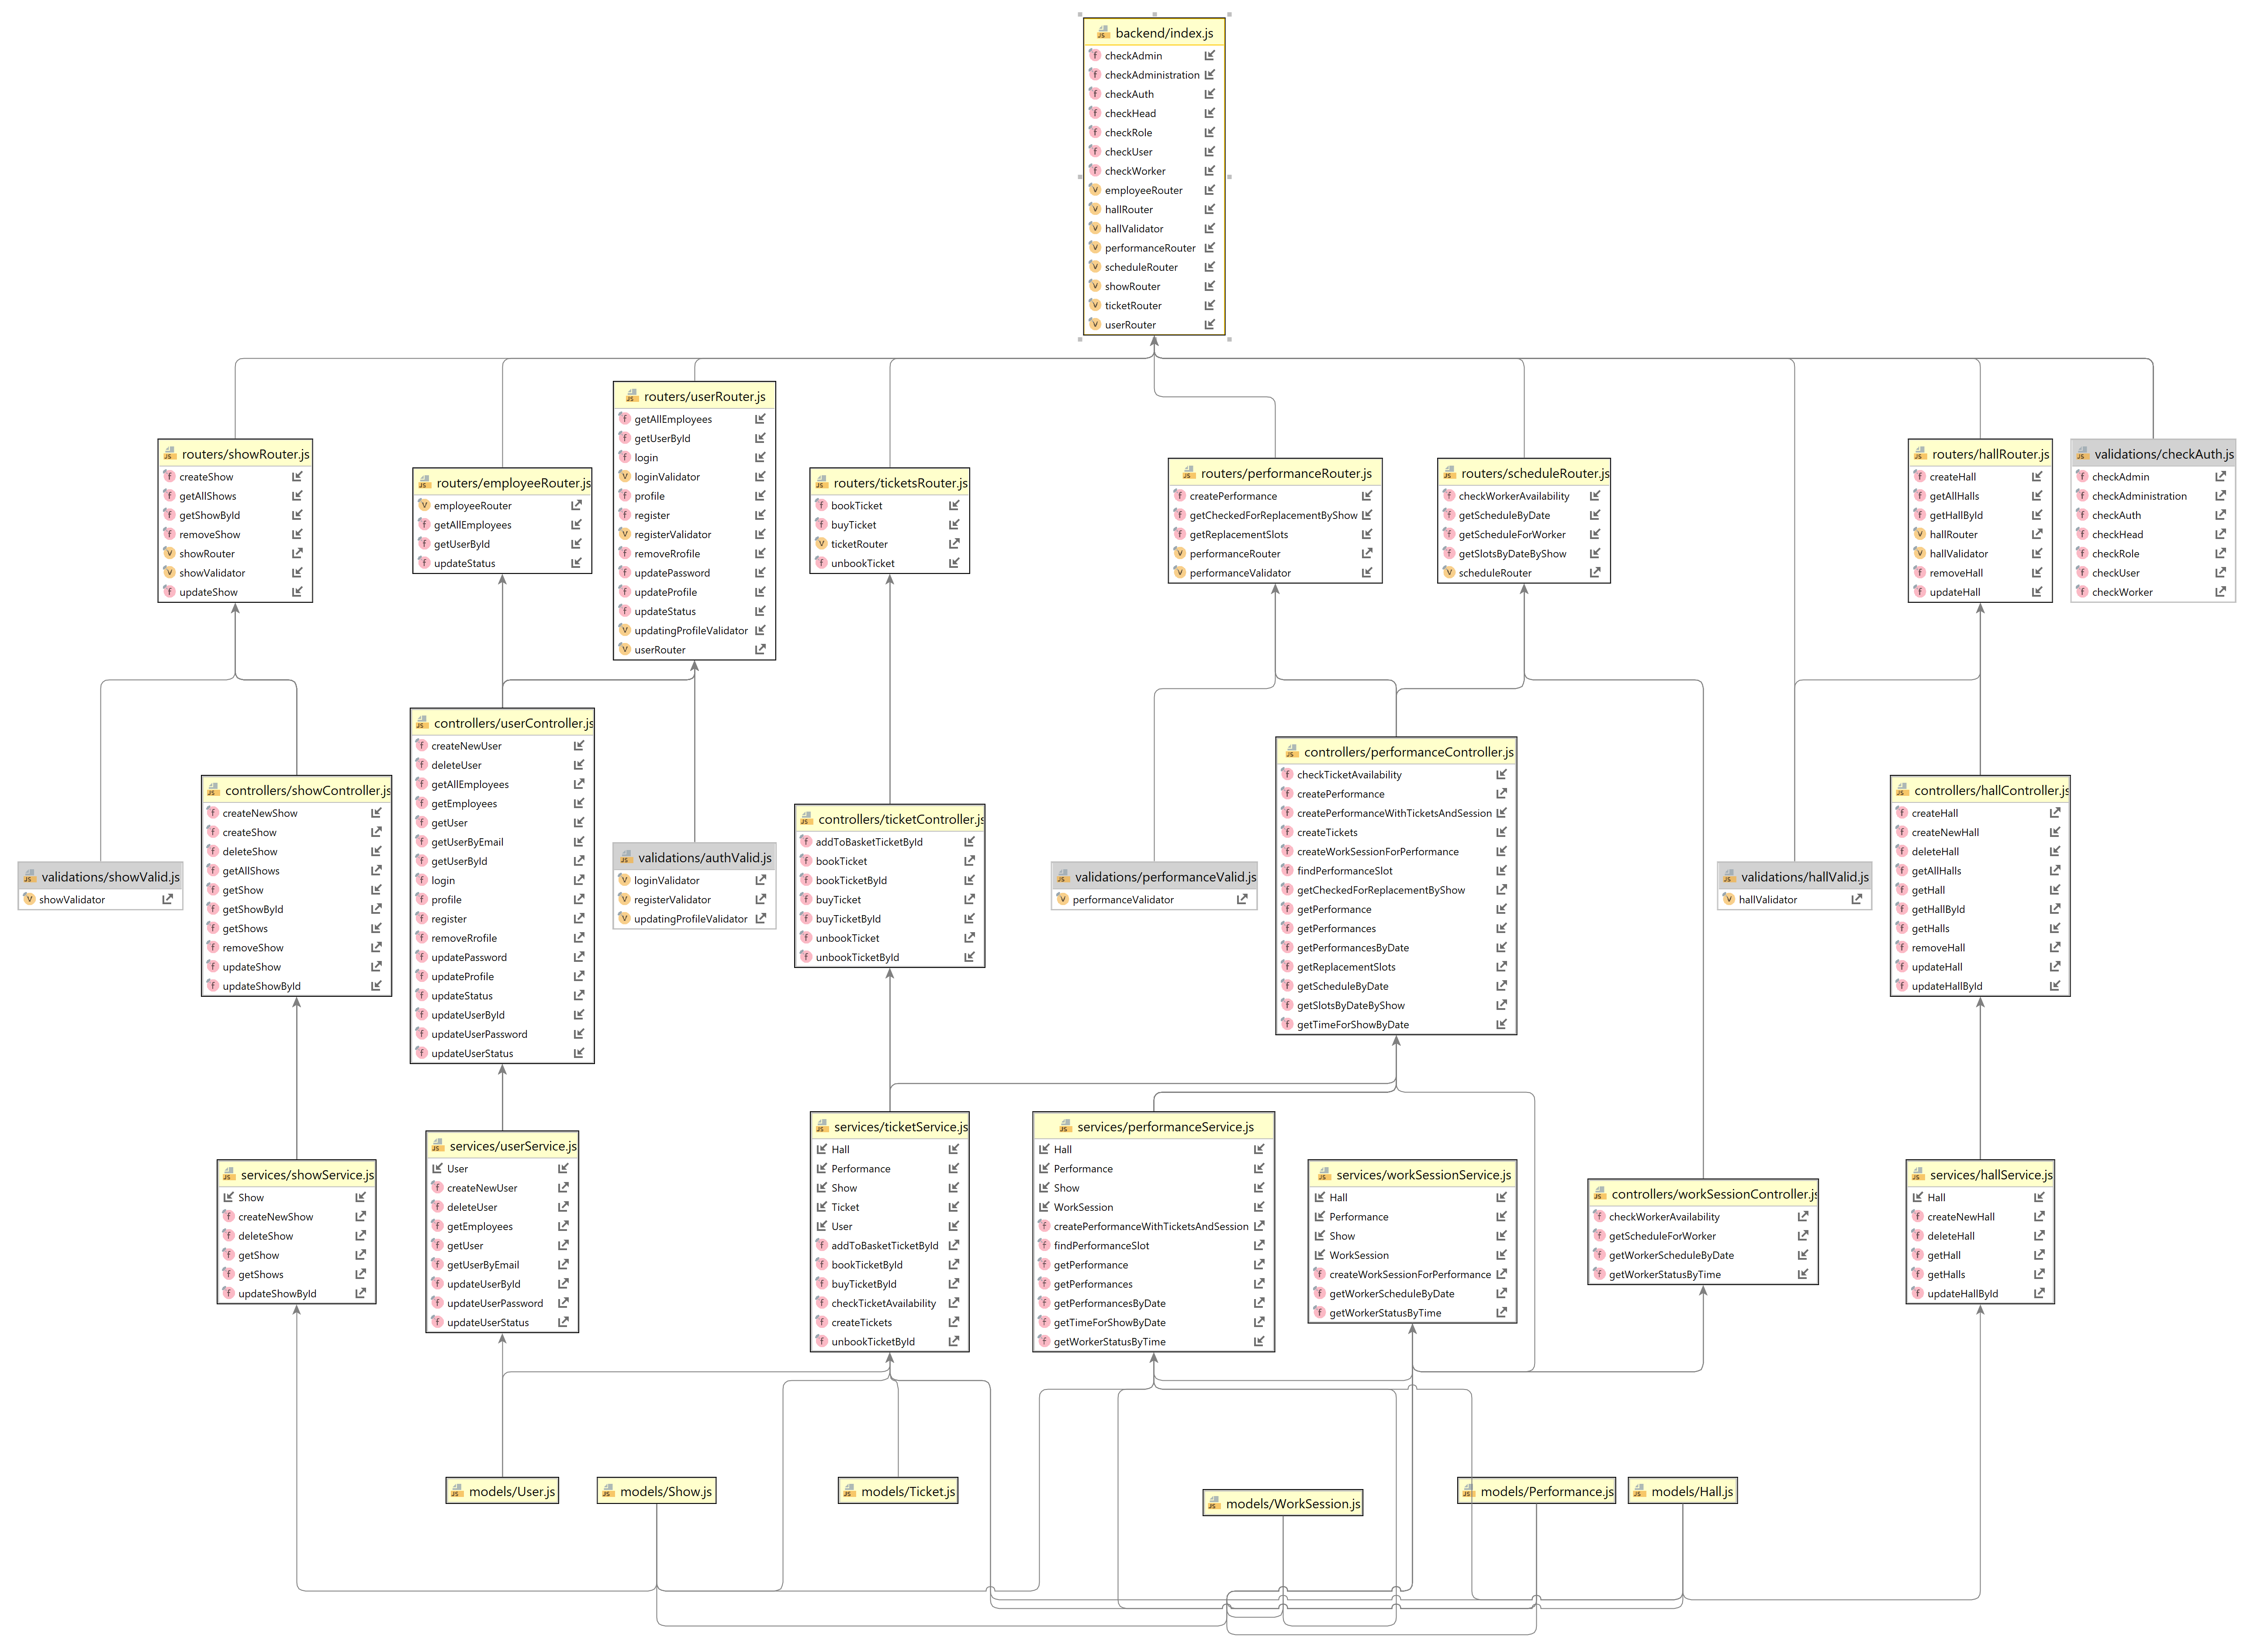 backend/index.js
checkAdmin
checkAdministration
checkAuth
checkHead
checkRole
checkUser
checkWorker
employeeRouter
hallRouter
hallValidator
performanceRouter
scheduleRouter
showRouter
ticketRouter
userRouter
routers/showRouter.js
createShow
getAllShows
getShowById
removeShow
showRouter
showValidator
updateShow
routers/employeeRouter.js
employeeRouter
getAllEmployees
getUserById
updateStatus
routers/userRouter.js
getAllEmployees
getUserById
login
loginValidator
profile
register
registerValidator
removeRrofile
updatePassword
updateProfile
updateStatus
updatingProfileValidator
userRouter
routers/ticketsRouter.js
bookTicket
buyTicket
ticketRouter
unbookTicket
routers/performanceRouter.js
createPerformance
getCheckedForReplacementByShow
getReplacementSlots
performanceRouter
performanceValidator
routers/scheduleRouter.js
checkWorkerAvailability
getScheduleByDate
getScheduleForWorker
getSlotsByDateByShow
scheduleRouter
routers/hallRouter.js
createHall
getAllHalls
getHallById
hallRouter
hallValidator
removeHall
updateHall
validations/checkAuth.js
checkAdmin
checkAdministration
checkAuth
checkHead
checkRole
checkUser
checkWorker
validations/showValid.js
showValidator
controllers/showController.js
createNewShow
createShow
deleteShow
getAllShows
getShow
getShowById
getShows
removeShow
updateShow
updateShowById
controllers/userController.js
createNewUser
deleteUser
getAllEmployees
getEmployees
getUser
getUserByEmail
getUserById
login
profile
register
removeRrofile
updatePassword
updateProfile
updateStatus
updateUserById
updateUserPassword
updateUserStatus
validations/authValid.js
loginValidator
registerValidator
updatingProfileValidator
controllers/ticketController.js
addToBasketTicketById
bookTicket
bookTicketById
buyTicket
buyTicketById
unbookTicket
unbookTicketById
validations/performanceValid.js
performanceValidator
controllers/performanceController.js
checkTicketAvailability
createPerformance
createPerformanceWithTicketsAndSession
createTickets
createWorkSessionForPerformance
findPerformanceSlot
getCheckedForReplacementByShow
getPerformance
getPerformances
getPerformancesByDate
getReplacementSlots
getScheduleByDate
getSlotsByDateByShow
getTimeForShowByDate
validations/hallValid.js
hallValidator
controllers/hallController.js
createHall
createNewHall
deleteHall
getAllHalls
getHall
getHallById
getHalls
removeHall
updateHall
updateHallById
services/showService.js
Show
createNewShow
deleteShow
getShow
getShows
updateShowById
services/userService.js
User
createNewUser
deleteUser
getEmployees
getUser
getUserByEmail
updateUserById
updateUserPassword
updateUserStatus
services/ticketService.js
Hall
Performance
Show
Ticket
User
addToBasketTicketById
bookTicketById
buyTicketById
checkTicketAvailability
createTickets
unbookTicketById
services/performanceService.js
Hall
Performance
Show
WorkSession
createPerformanceWithTicketsAndSession
findPerformanceSlot
getPerformance
getPerformances
getPerformancesByDate
getTimeForShowByDate
getWorkerStatusByTime
services/workSessionService.js
Hall
Performance
Show
WorkSession
createWorkSessionForPerformance
getWorkerScheduleByDate
getWorkerStatusByTime
controllers/workSessionController.js
checkWorkerAvailability
getScheduleForWorker
getWorkerScheduleByDate
getWorkerStatusByTime
services/hallService.js
Hall
createNewHall
deleteHall
getHall
getHalls
updateHallById
models/User.js
models/Show.js
models/Ticket.js
models/WorkSession.js
models/Performance.js
models/Hall.js